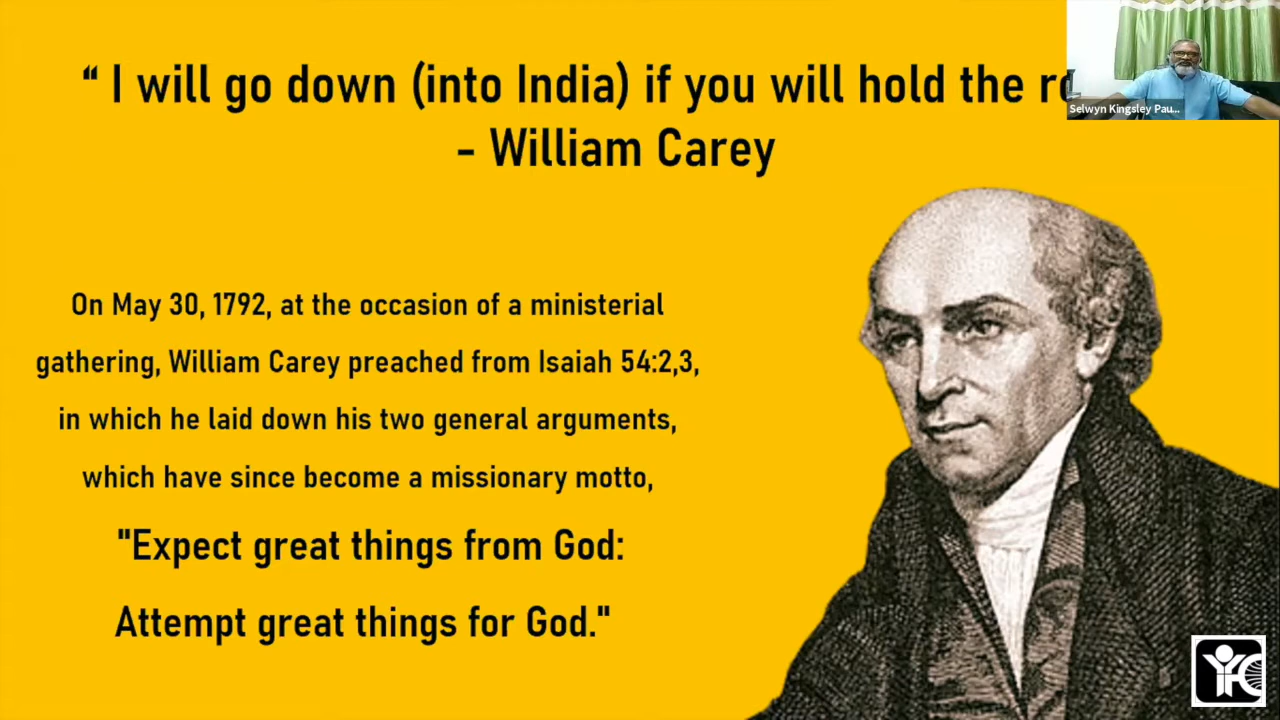 “ I will go down (into India) if you will hold the
- William Carey
Selwyn Kingsley Pau...
On May 30, 1792, at the occasion of a ministerial
gathering, William Carey preached from Isaiah 54:2,3,
in which he laid down his two general arguments,
which have since become a missionary motto,
"Expect great things from God:
Attempt great things for God."
YFC